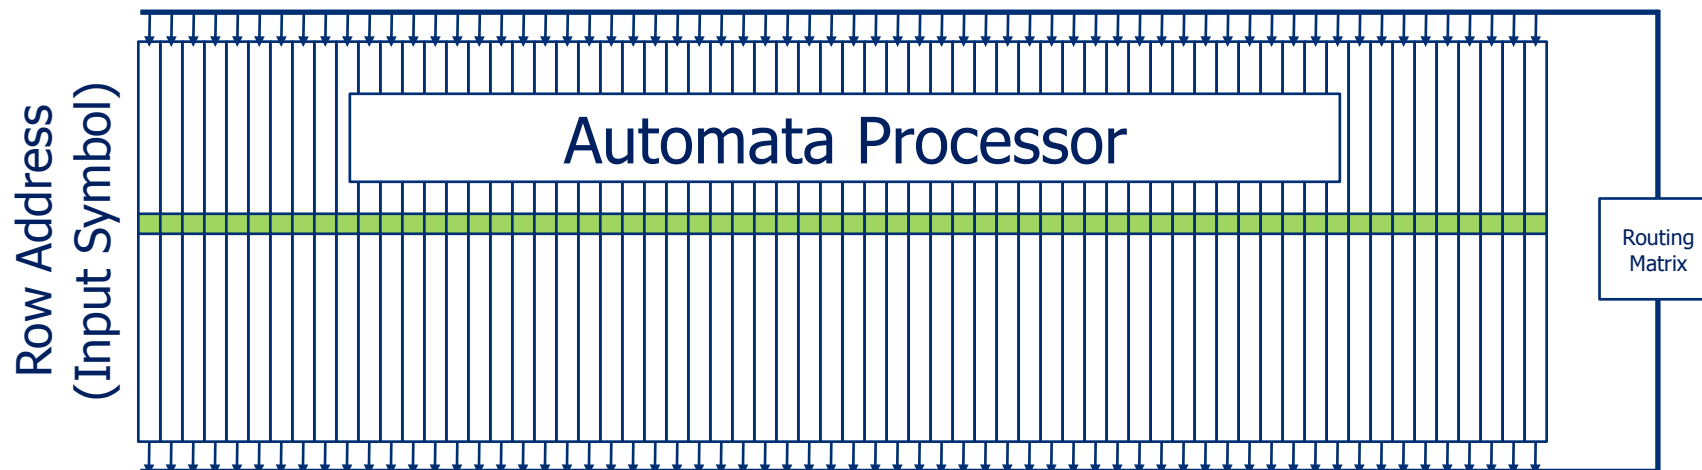 Row Address
(Input Symbol)
Automata Processor
Routing
Matrix